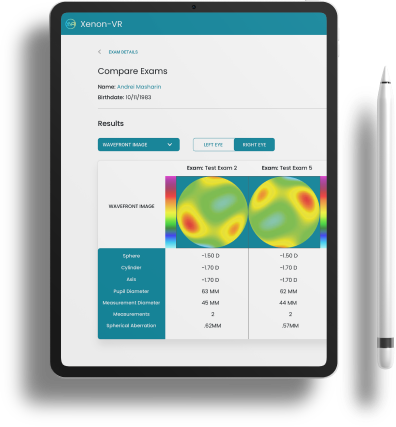 Xenon-VR
EXAM DETAILS
Compare Exams
Name: Andrei Masharin
Birthdate: 10/11/1983
Results
WAVEFRONT IMAGE
LEFT EYE RIGHT EYE
Exam: Test Exam 2 Exam: Test Exam 5
WAVEFRONT IMAGE
Sphere -1.50 D -1.50 D
Cylinder -1.70 D -1.70 D
Axis -1.70 D -1.70 D
Pupil Diameter 63 MM 62 MM
Measurement Diameter 45 MM 44 MM
Measurements 2 2
Spherical Aberration .62MM .57MM